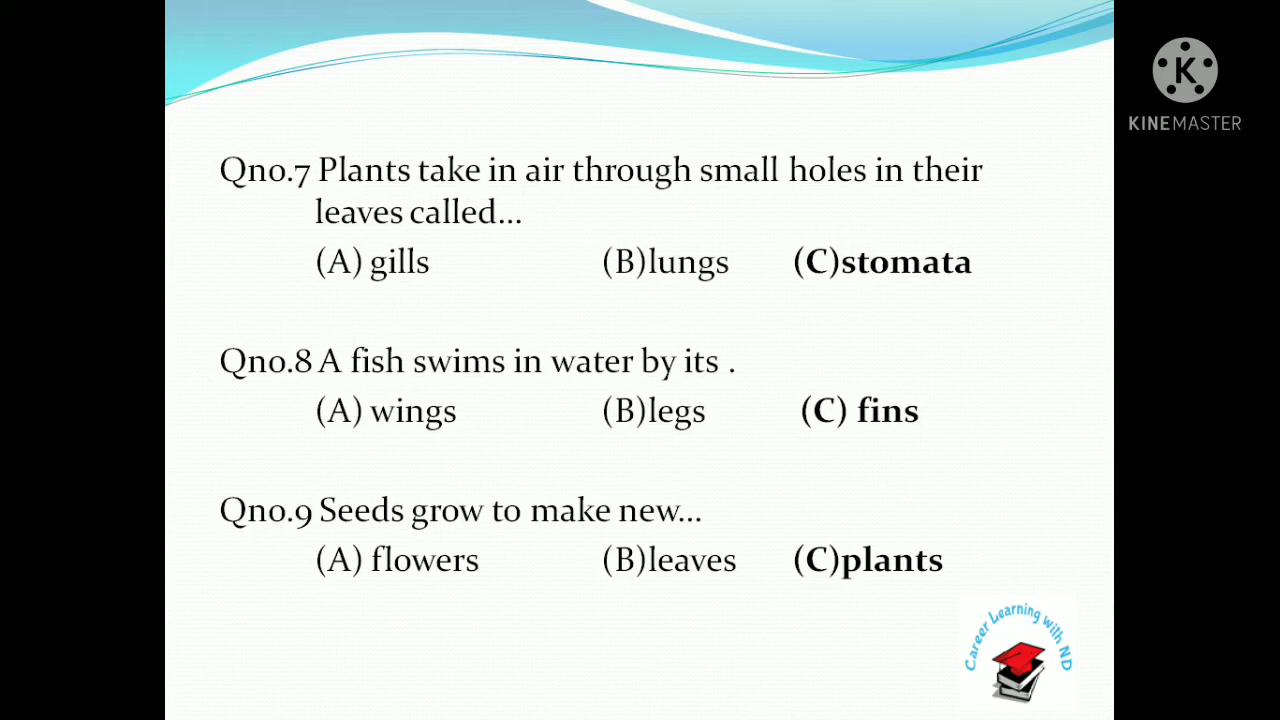 KINEMASTER
Qno.7 Plants take in air through small holes in their
leaves called...
(A) gills (B)lungs (C)stomata
Qno.8 A fish swims in water by its .
(A) wings (B)legs (C) fins
Qno.9 Seeds grow to make new...
(A) flowers (B)leaves (C)plants
Career Learning with ND